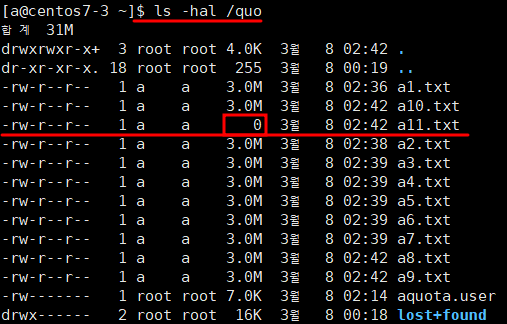 [a@centos7-3 ~]$ ls -hal /quo
합 계  31M
drwxrwxr-x+  3 root root 4.0K  3월   8 02:42 .
dr-xr-xr-x. 18 root root  255  3월   8 00:19 ..
-rw-r--r--   1 a    a    3.0M  3월   8 02:36 a1.txt
-rw-r--r--   1 a    a    3.0M  3월   8 02:42 a10.txt
-rw-r--r--   1 a    a       0  3월   8 02:42 a11.txt
-rw-r--r--   1 a    a    3.0M  3월   8 02:38 a2.txt
-rw-r--r--   1 a    a    3.0M  3월   8 02:39 a3.txt
-rw-r--r--   1 a    a    3.0M  3월   8 02:39 a4.txt
-rw-r--r--   1 a    a    3.0M  3월   8 02:39 a5.txt
-rw-r--r--   1 a    a    3.0M  3월   8 02:39 a6.txt
-rw-r--r--   1 a    a    3.0M  3월   8 02:39 a7.txt
-rw-r--r--   1 a    a    3.0M  3월   8 02:39 a8.txt
-rw-r--r--   1 a    a    3.0M  3월   8 02:39 a9.txt
-rw-------   1 root root 7.0K  3월   8 02:14 aquota.user
drwx------   2 root root  16K  3월   8 00:18 lost+found